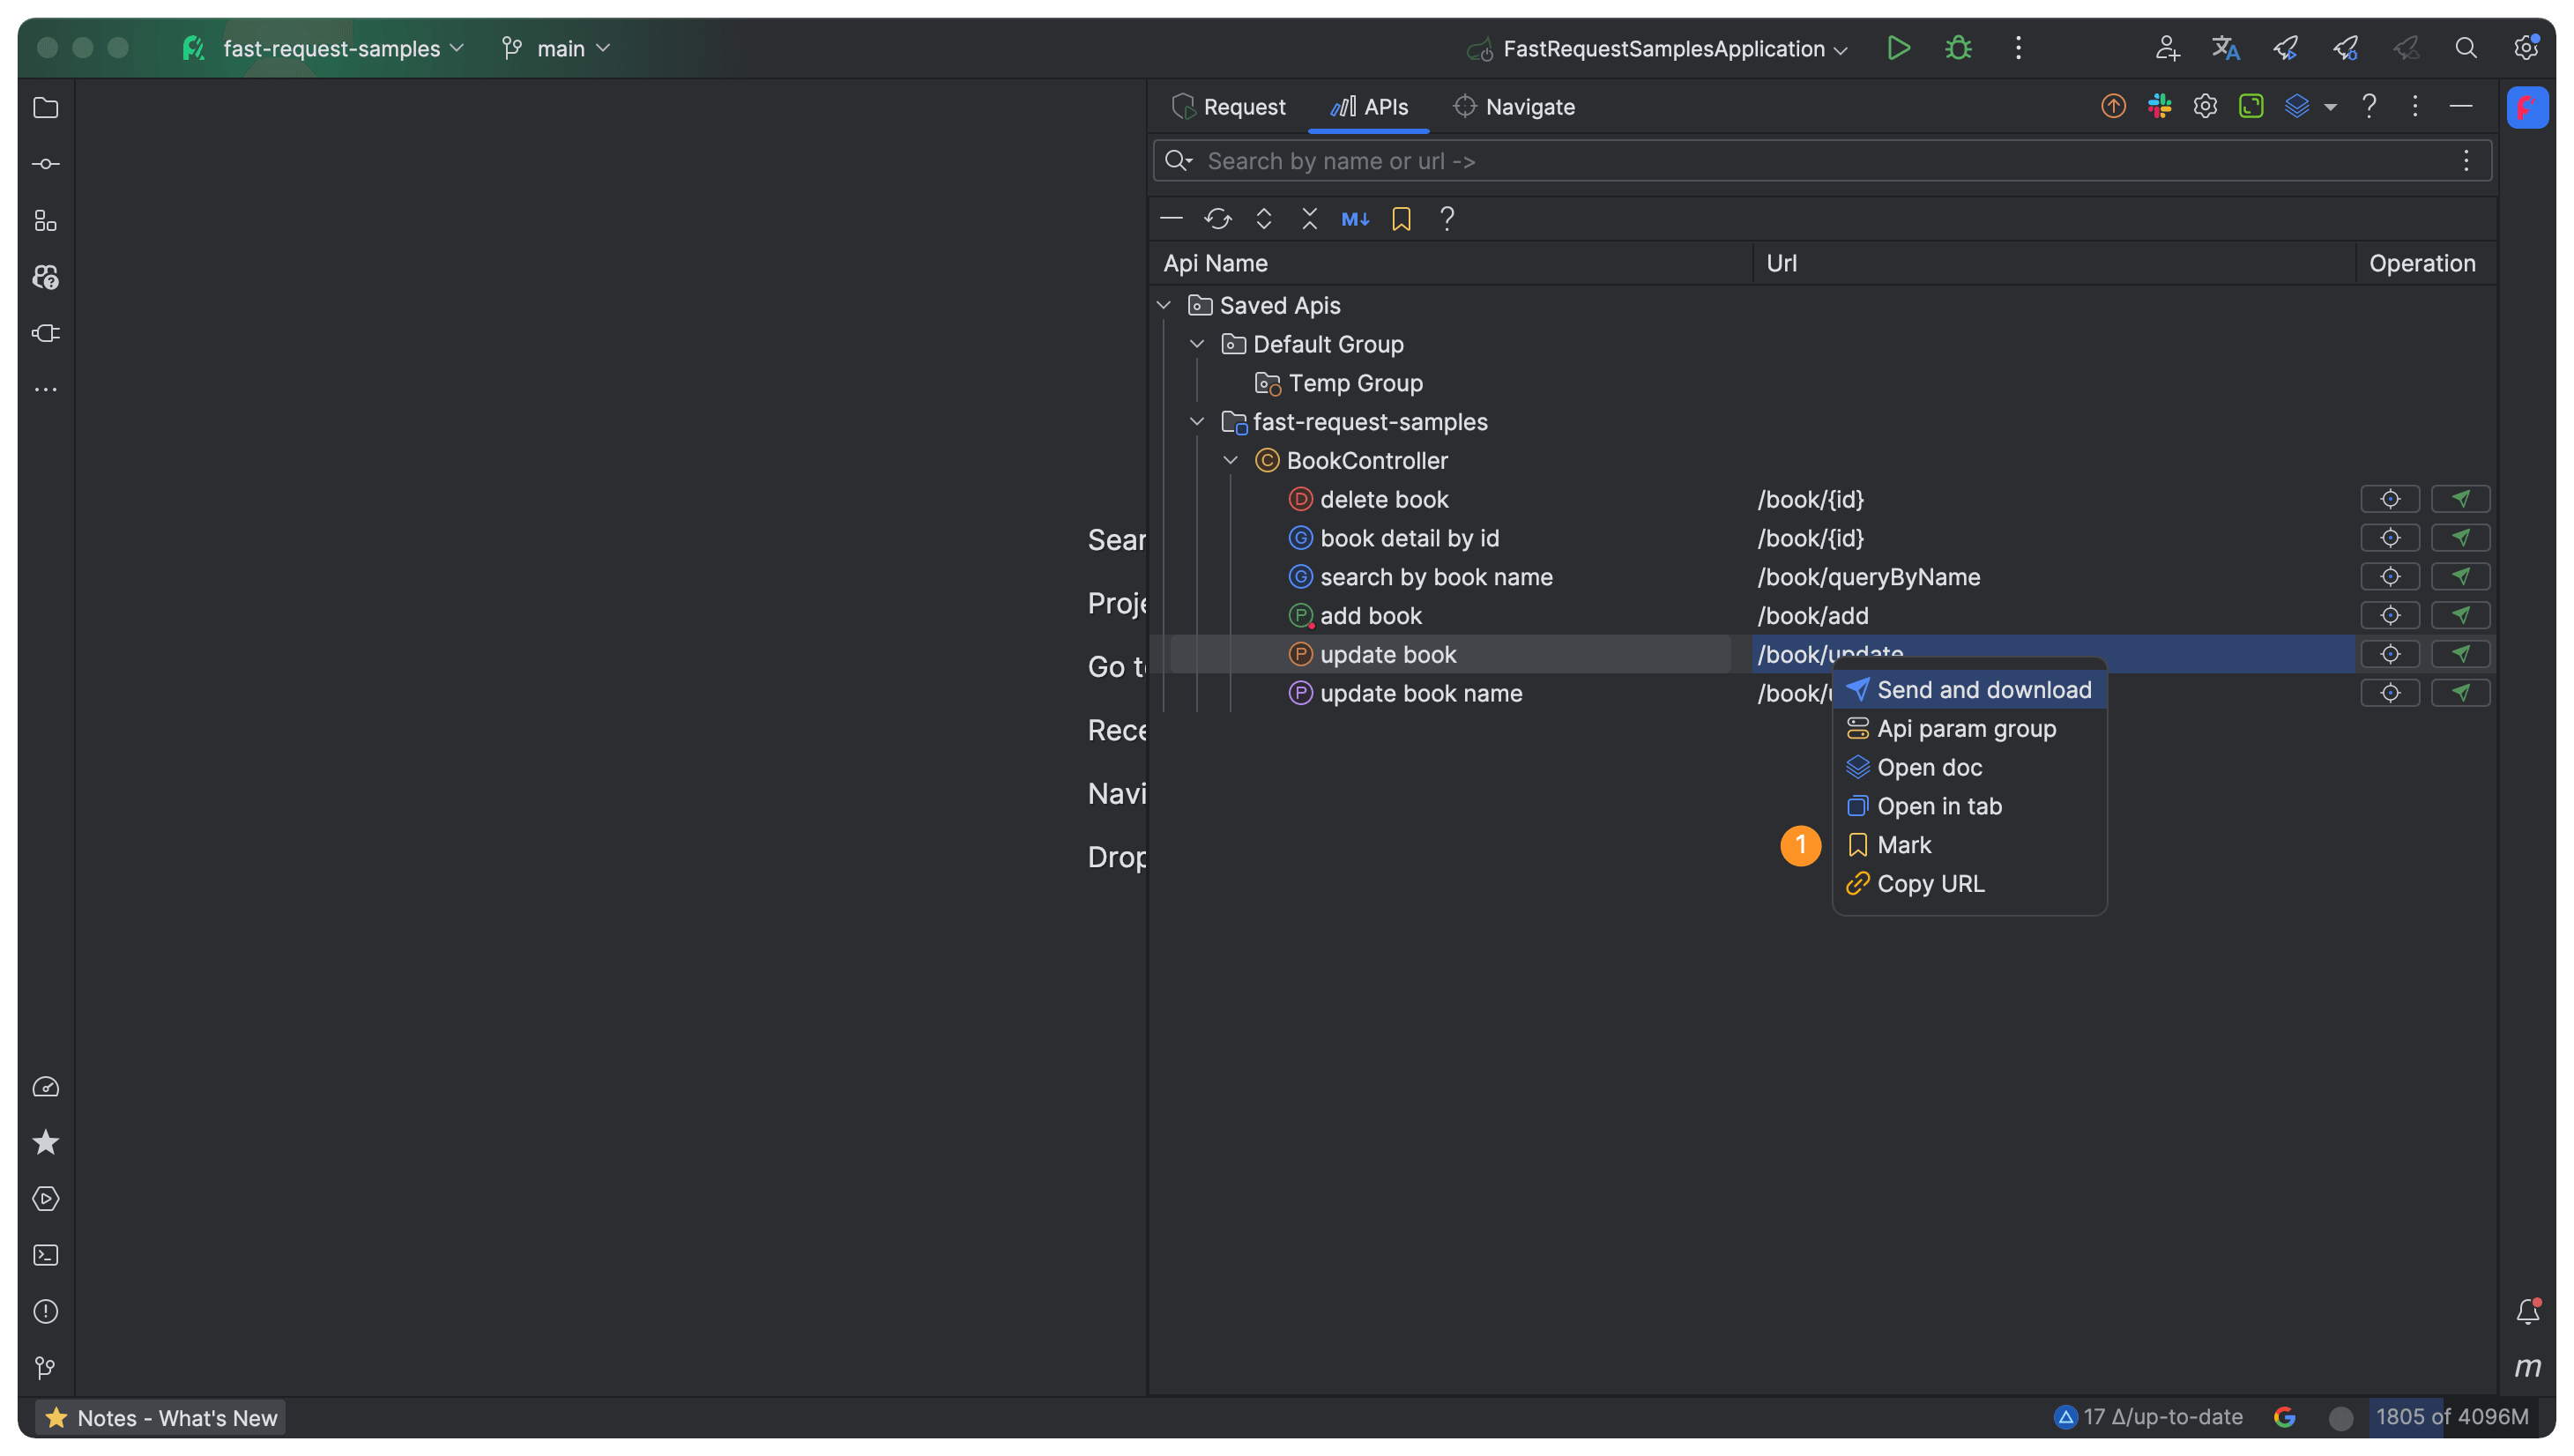 fast-request-samples main FastRequestSamplesApplication
Request APIs Navigate
Search by name or url ->
M↓ ?
Api Name Url Operation
Saved Apis
Default Group
Temp Group
fast-request-samples
C BookController
D delete book /book/{id}
G book detail by id /book/{id}
G search by book name /book/queryByName
P add book /book/add
P update book /book/update
P update book name /book/
Send and download
Api param group
Open doc
Open in tab
1 Mark
Copy URL
Sear
Proje
Go t
Rece
Navi
Drop
m
Notes - What's New
17 Δ/up-to-date 1805 of 4096M